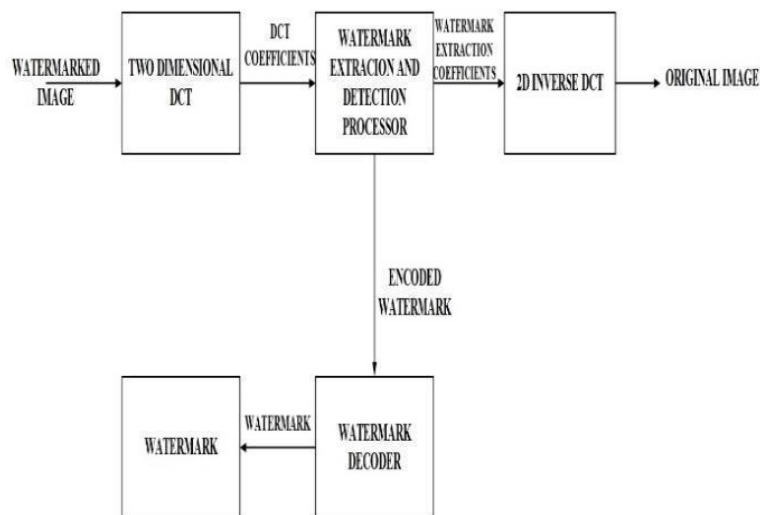 WATERMARKED
IMAGE
TWO DIMENSIONAL
DCT
DCT
COEFFICIENTS
WATERMARK
EXTRACION AND
DETECTION
PROCESSOR
WATERMARK
EXTRACTION
COEFFICIENTS
2D INVERSE DCT
ORIGINAL IMAGE
ENCODED
WATERMARK
WATERMARK
WATERMARK
WATERMARK
DECODER